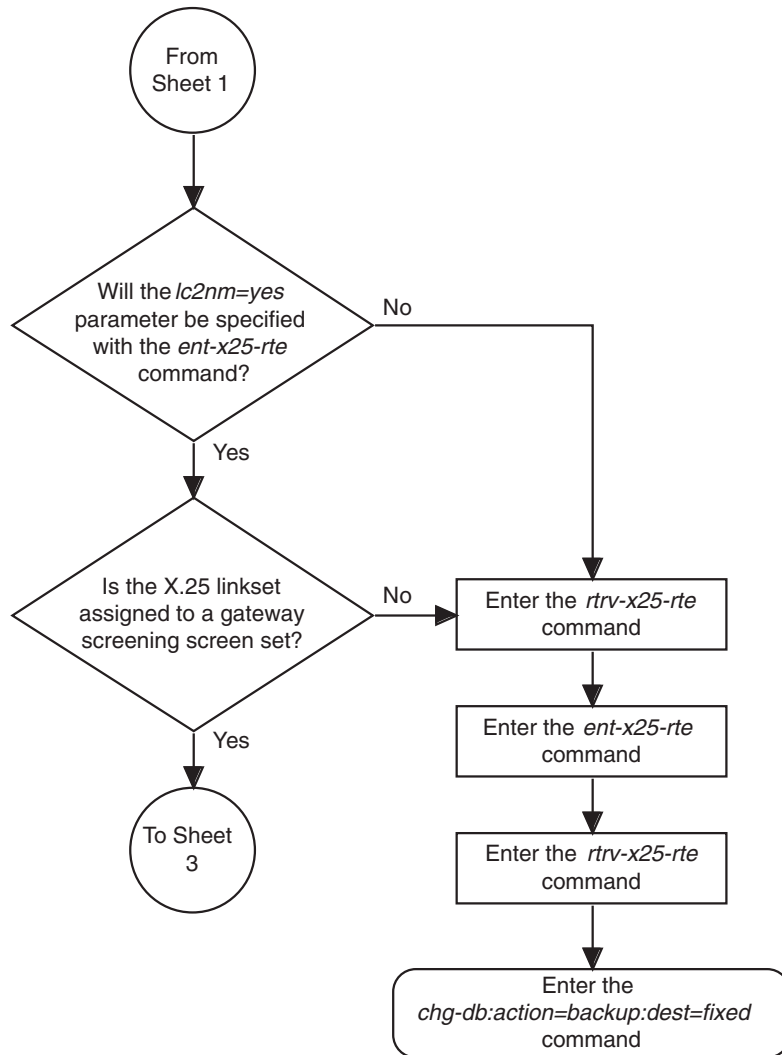 From
Sheet 1
Will the lc2nm=yes
parameter be specified
with the ent-x25-rte
command?
No
Yes
Is the X.25 linkset
assigned to a gateway
screening screen set?
No
Yes
To Sheet
3
Enter the rtrv-x25-rte
command
Enter the ent-x25-rte
command
Enter the rtrv-x25-rte
command
Enter the
chg-db:action=backup:dest=fixed
command